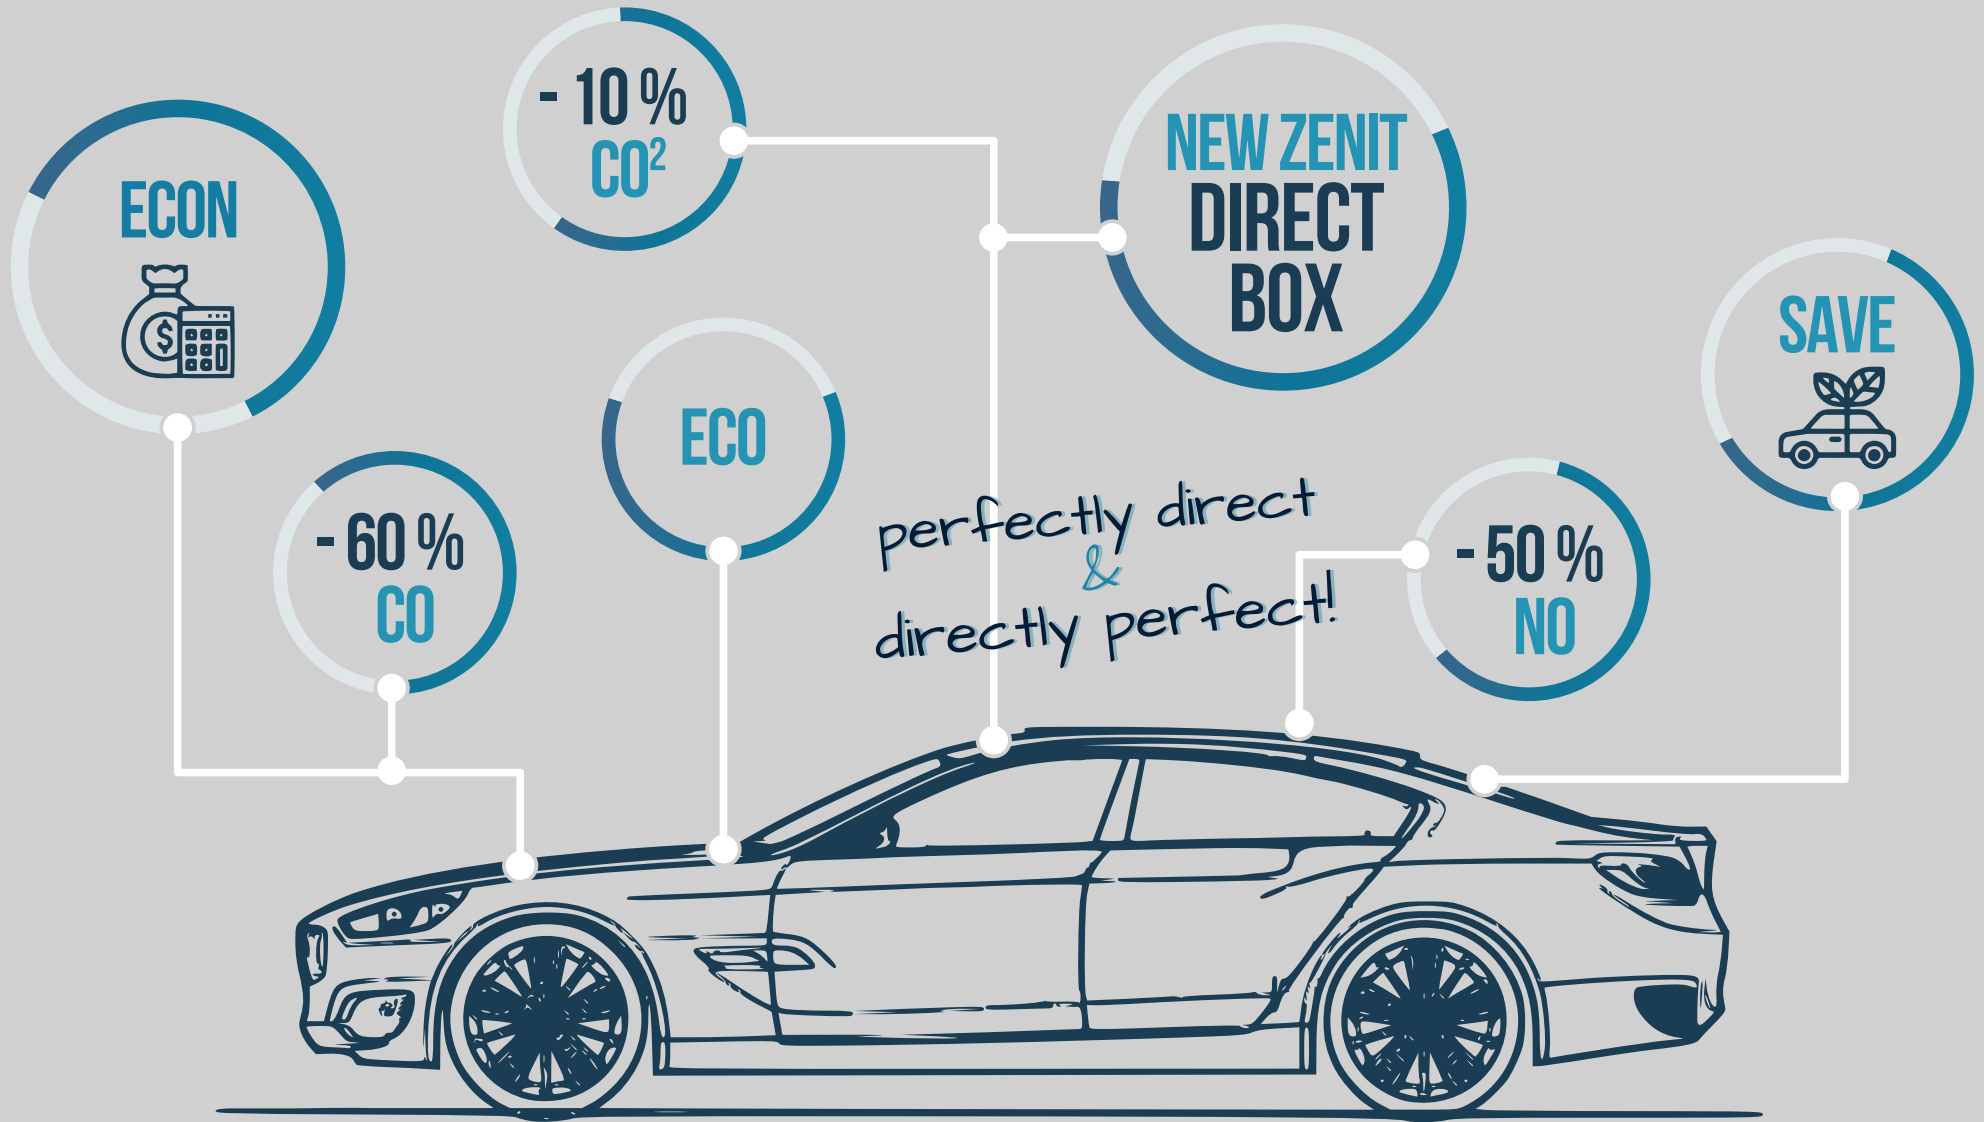 ECON
$
- 10 %
CO²
NEW ZENIT
DIRECT
BOX
SAVE
ECO
- 60 %
CO
perfectly direct
&
directly perfect!
- 50 %
NO